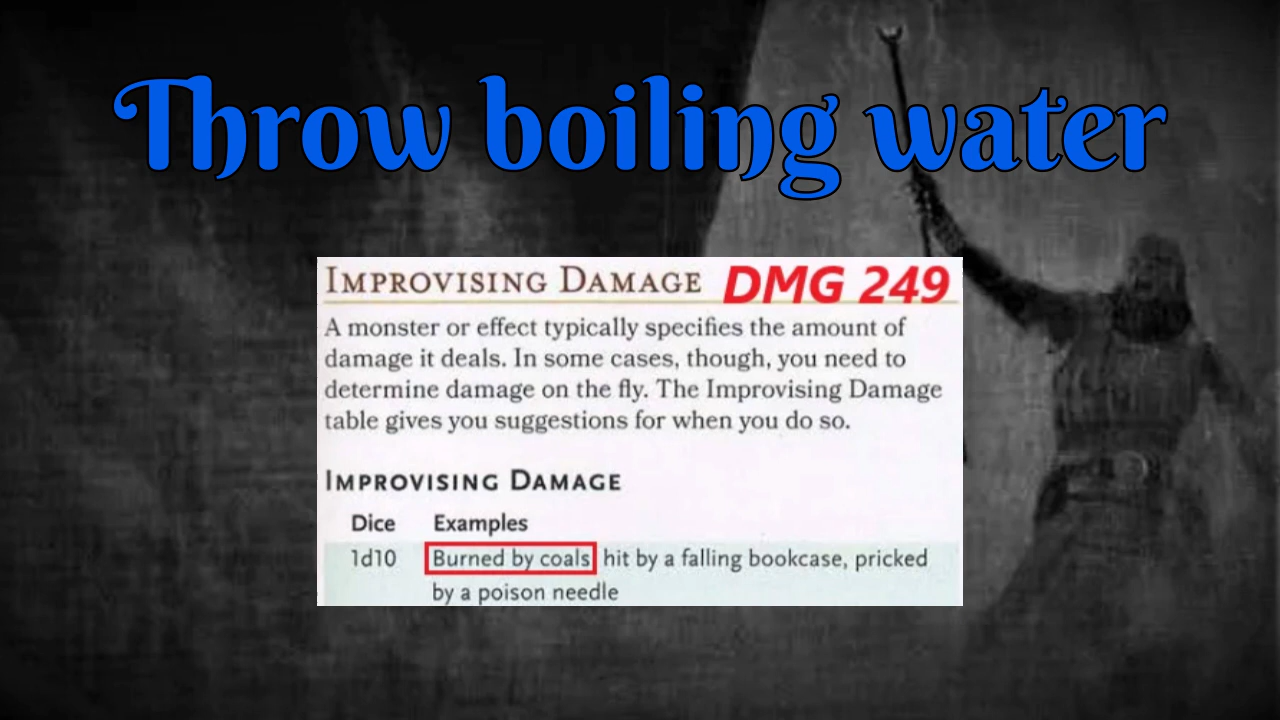 Throw boiling water
IMPROVISING DAMAGE DMG 249
A monster or effect typically specifies the amount of
damage it deals. In some cases, though, you need to
determine damage on the fly. The Improvising Damage
table gives you suggestions for when you do so.
IMPROVISING DAMAGE
Dice Examples
1d10 Burned by coals, hit by a falling bookcase, pricked
by a poison needle